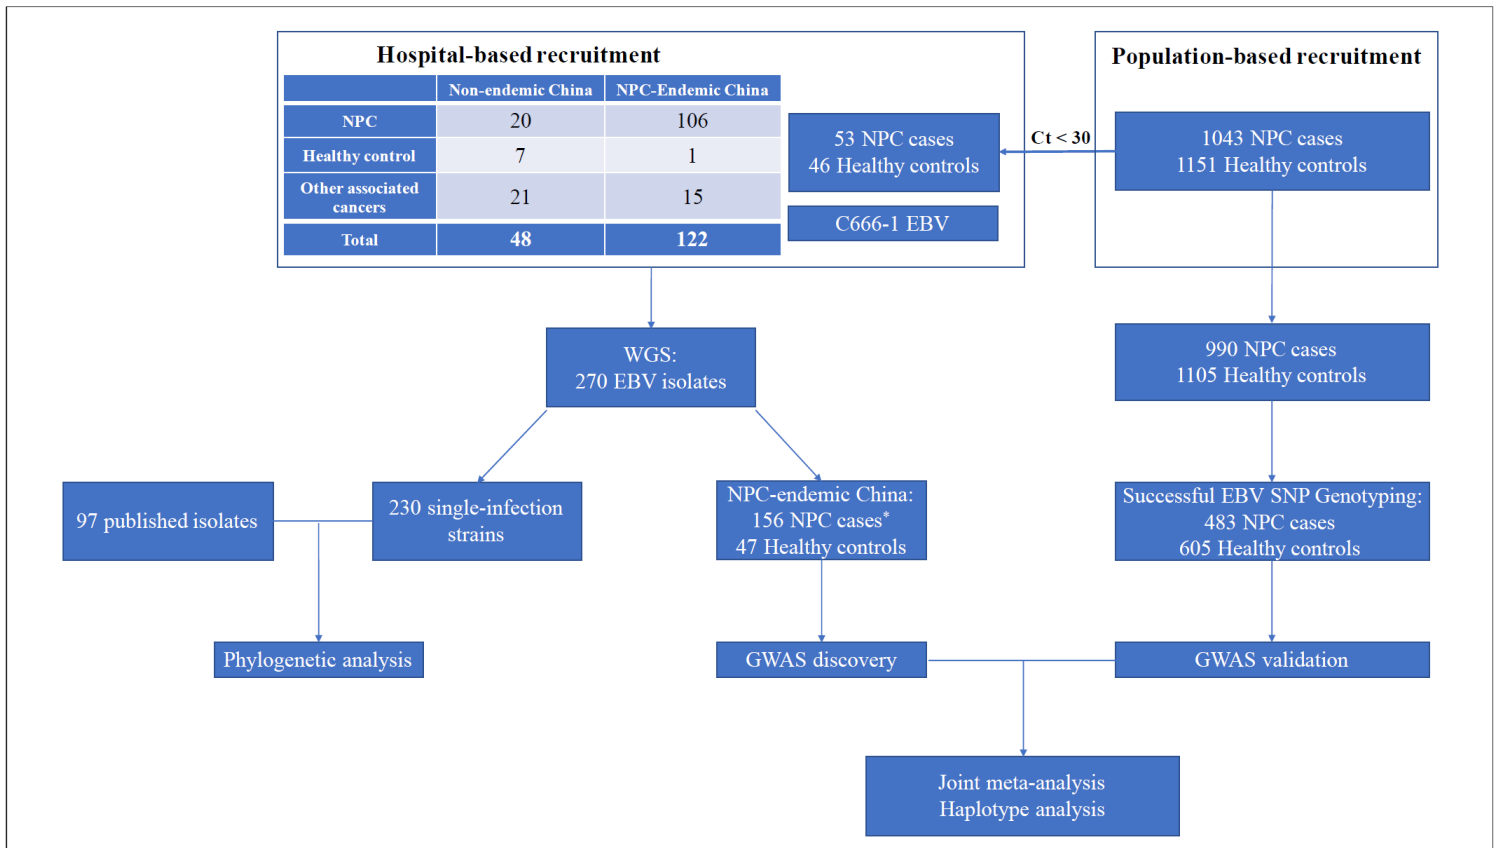 Hospital-based recruitment
Non-endemic China NPC-Endemic China
NPC 20 106
Healthy control 7 1
Other associated
cancers 21 15
Total 48 122
53 NPC cases
46 Healthy controls
C666-1 EBV
Ct < 30
Population-based recruitment
1043 NPC cases
1151 Healthy controls
WGS:
270 EBV isolates
990 NPC cases
1105 Healthy controls
97 published isolates
230 single-infection
strains
NPC-endemic China:
156 NPC cases*
47 Healthy controls
Successful EBV SNP Genotyping:
483 NPC cases
605 Healthy controls
Phylogenetic analysis
GWAS discovery
GWAS validation
Joint meta-analysis
Haplotype analysis